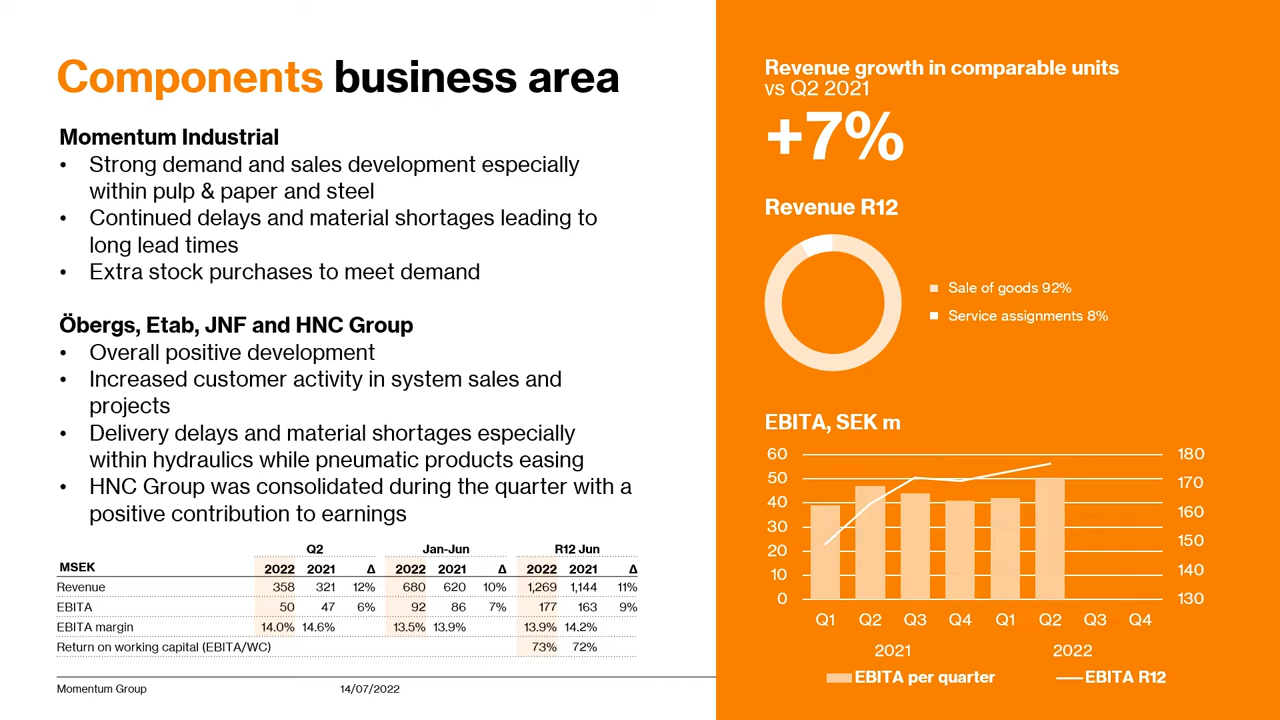 Components business area
Momentum Industrial
• Strong demand and sales development especially
within pulp & paper and steel
• Continued delays and material shortages leading to
long lead times
• Extra stock purchases to meet demand
Öbergs, Etab, JNF and HNC Group
• Overall positive development
• Increased customer activity in system sales and
projects
• Delivery delays and material shortages especially
within hydraulics while pneumatic products easing
• HNC Group was consolidated during the quarter with a
positive contribution to earnings
Q2 Jan-Jun R12 Jun
MSEK 2022 2021 Δ 2022 2021 Δ 2022 2021 Δ
Revenue 358 321 12% 680 620 10% 1,269 1,144 11%
EBITA 50 47 6% 92 86 7% 177 163 9%
EBITA margin 14.0% 14.6% 13.5% 13.9% 13.9% 14.2%
Return on working capital (EBITA/WC) 73% 72%
Momentum Group 14/07/2022
Revenue growth in comparable units
vs Q2 2021
+7%
Revenue R12
Sale of goods 92%
Service assignments 8%
EBITA, SEK m
60 180
50 170
40 160
30 150
20 140
10
0 130
Q1 Q2 Q3 Q4 Q1 Q2 Q3 Q4
2021 2022
EBITA per quarter EBITA R12